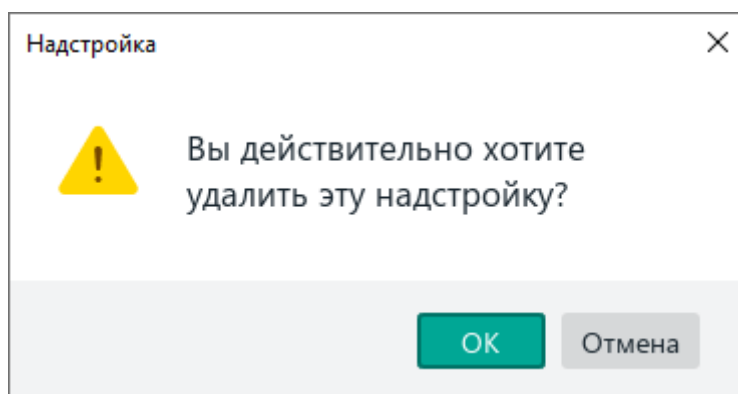 Надстройка
Вы действительно хотите
удалить эту надстройку?
ОК
Отмена